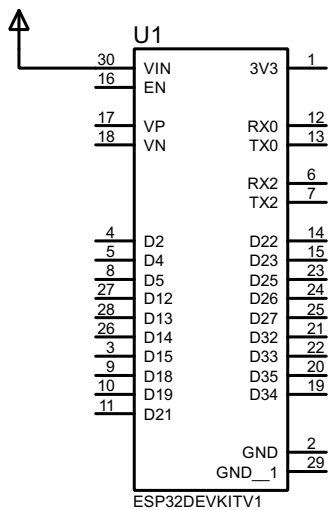 U1
30 VIN 3V3 1
16 EN
17 VP RX0 12
18 VN TX0 13
RX2 6
TX2 7
4 D2 D22 14
5 D4 D23 15
8 D5 D25 23
27 D12 D26 24
28 D13 D27 25
26 D14 D32 21
3 D15 D33 22
9 D18 D35 20
10 D19 D34 19
11 D21
GND 2
GND__1 29
ESP32DEVKITV1